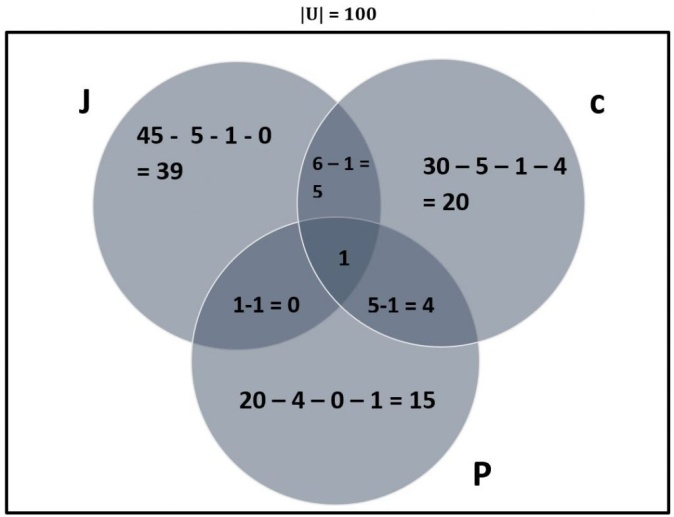 |U| = 100
J
c
45 - 5 - 1 - 0
= 39
6 – 1 =
5
30 – 5 – 1 – 4
= 20
1
1-1 = 0
5-1 = 4
20 – 4 – 0 – 1 = 15
P